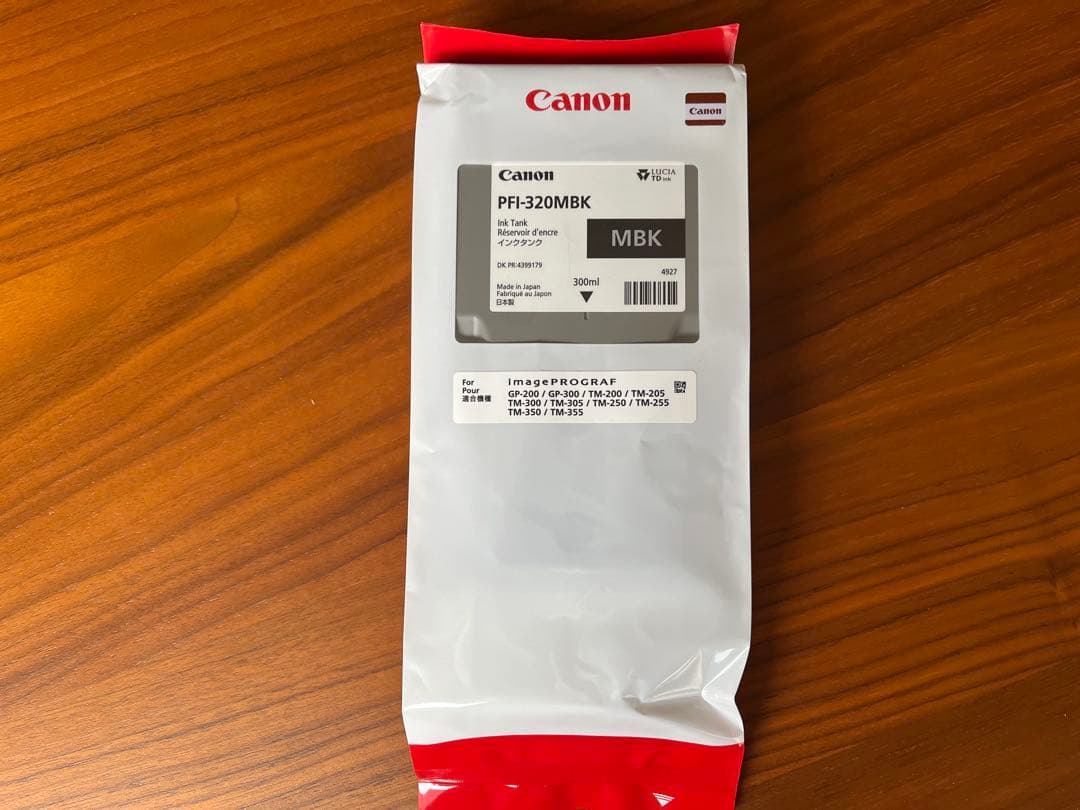 Canon
Canon
Canon
LUCIA
TD ink
PFI-320MBK
Ink Tank
Réservoir d'encre
インクタンク
MBK
DK PR:4399179
4927
300ml
Made in Japan
Fabriqué au Japon
日本製
For
Pour
適合機種
imagePROGRAF
GP-200 / GP-300 / TM-200 / TM-205
TM-300 / TM-305 / TM-250 / TM-255
TM-350 / TM-355